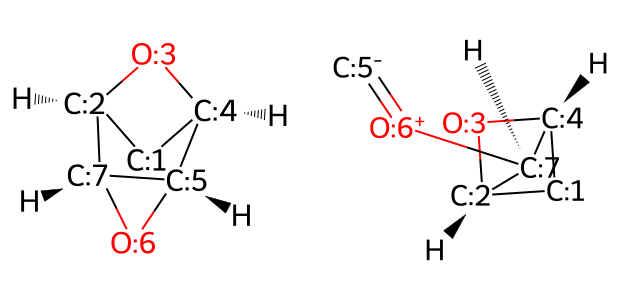 O:3
H C:2 C:4 H
C:1
C:7 C:5
H H
O:6
H
C:5⁻ H
O:6⁺ O:3 C:4
C:7
C:2 C:1
H